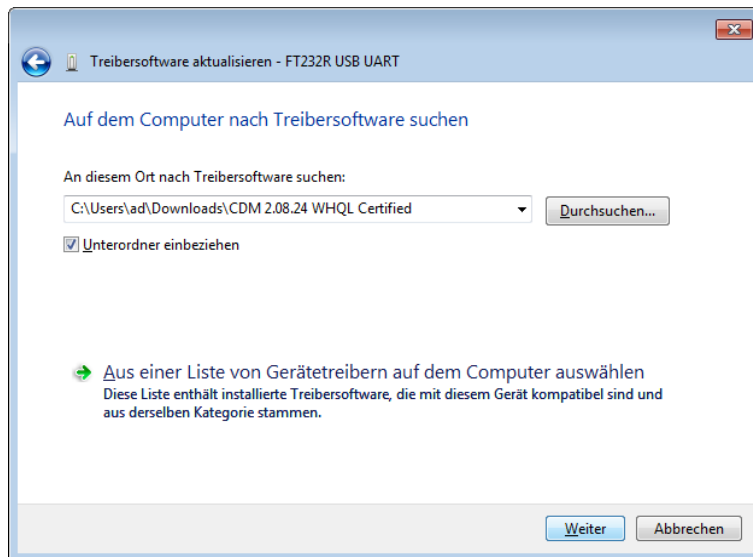 Treibersoftware aktualisieren - FT232R USB UART
Auf dem Computer nach Treibersoftware suchen
An diesem Ort nach Treibersoftware suchen:
C:\Users\ad\Downloads\CDM 2.08.24 WHQL Certified
Durchsuchen...
Unterordner einbeziehen
Aus einer Liste von Gerätetreibern auf dem Computer auswählen
Diese Liste enthält installierte Treibersoftware, die mit diesem Gerät kompatibel sind und
aus derselben Kategorie stammen.
Weiter
Abbrechen